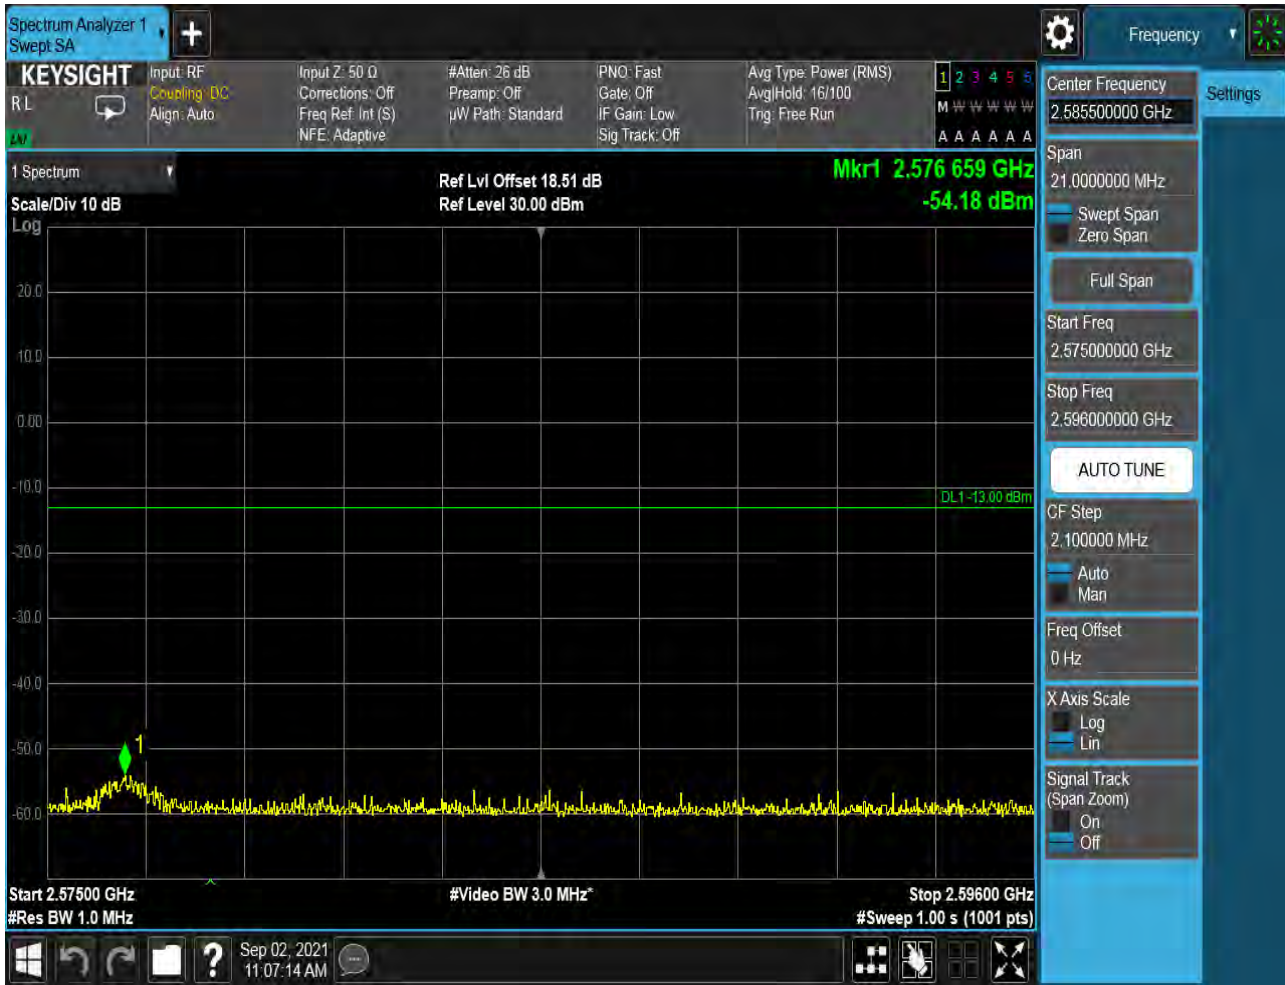 Spectrum Analyzer 1
Swept SA
Frequency
KEYSIGHT
R L
Input: RF
Coupling: DC
Align: Auto
Input Z: 50 Ω
Corrections: Off
Freq Ref: Int (S)
NFE: Adaptive
#Atten: 26 dB
Preamp: Off
µW Path: Standard
PNO: Fast
Gate: Off
IF Gain: Low
Sig Track: Off
Avg Type: Power (RMS)
Avg|Hold: 16/100
Trig: Free Run
1 2 3 4 5 6
M W W W W W
A A A A A A
1 Spectrum
Scale/Div 10 dB
Log
Ref Lvl Offset 18.51 dB
Ref Level 30.00 dBm
Mkr1 2.576 659 GHz
-54.18 dBm
20.0
10.0
0.00
-10.0
DL1 -13.00 dBm
-20.0
-30.0
-40.0
-50.0
1
-60.0
Start 2.57500 GHz
#Res BW 1.0 MHz
#Video BW 3.0 MHz*
Stop 2.59600 GHz
#Sweep 1.00 s (1001 pts)
?
Sep 02, 2021
11:07:14 AM
Center Frequency
2.585500000 GHz
Settings
Span
21.0000000 MHz
Swept Span
Zero Span
Full Span
Start Freq
2.575000000 GHz
Stop Freq
2.596000000 GHz
AUTO TUNE
CF Step
2.100000 MHz
Auto
Man
Freq Offset
0 Hz
X Axis Scale
Log
Lin
Signal Track
(Span Zoom)
On
Off